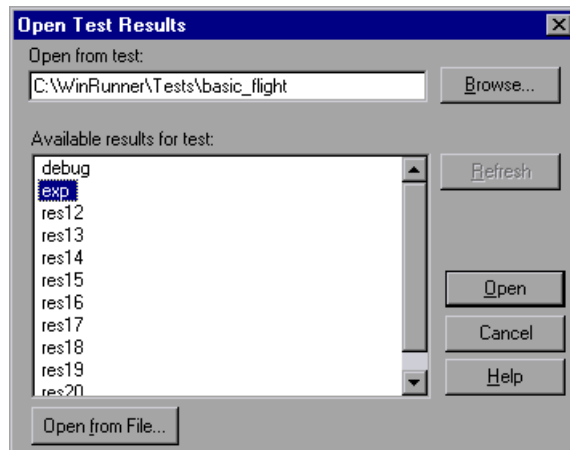 Open Test Results
Open from test:
C:\WinRunner\Tests\basic_flight
Browse...
Available results for test:
debug
exp
res12
res13
res14
res15
res16
res17
res18
res19
res20
Refresh
Open
Cancel
Help
Open from File...